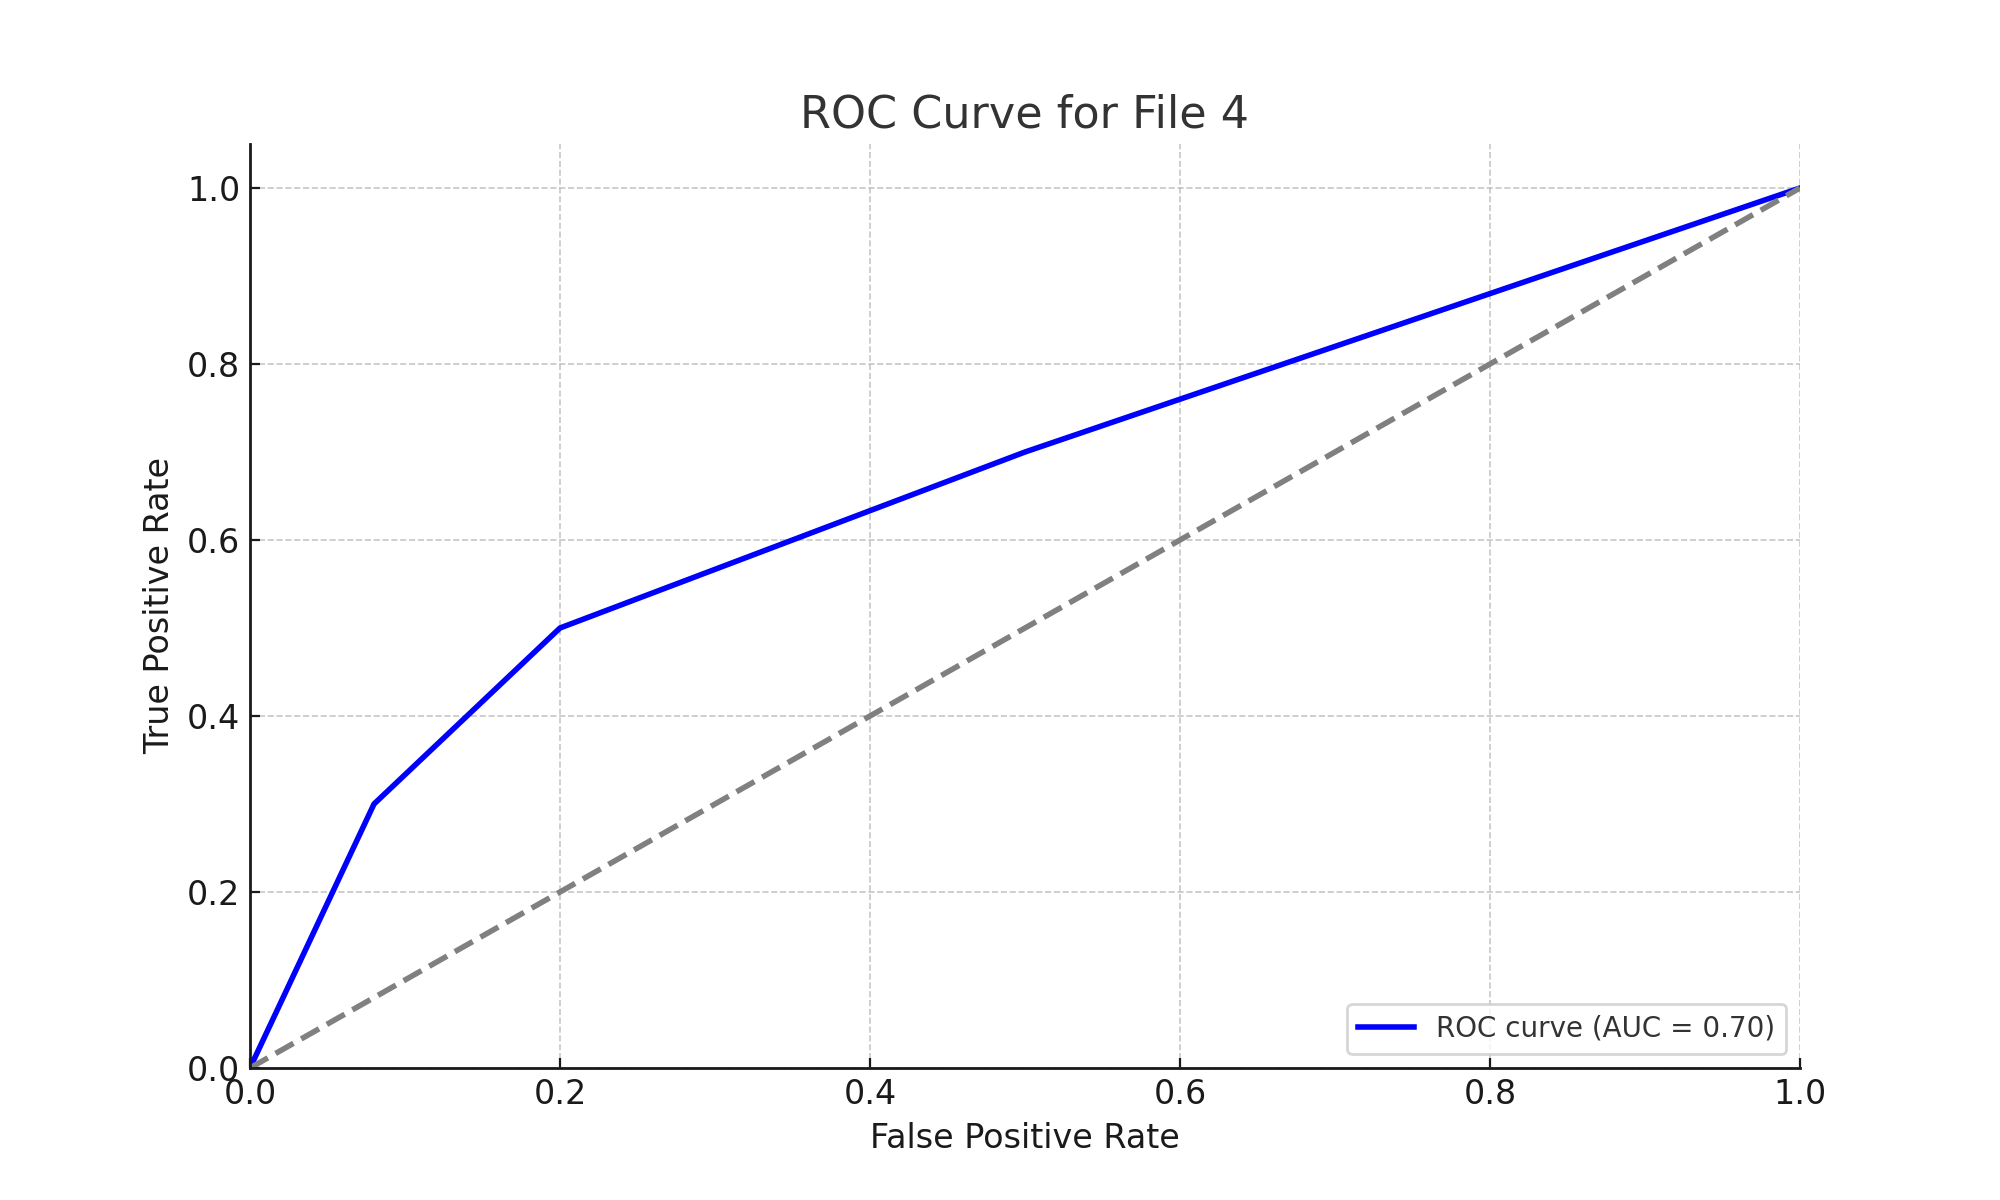 ROC Curve for File 4
1.0
0.8
0.6
0.4
0.2
0.0
True Positive Rate
ROC curve (AUC = 0.70)
0.0 0.2 0.4 0.6 0.8 1.0
False Positive Rate